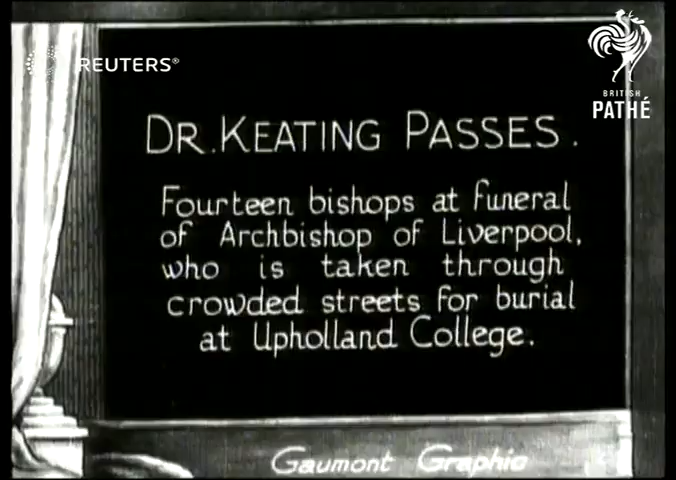 REUTERS®
BRITISH
PATHÉ
DR. KEATING PASSES.
Fourteen bishops at funeral
of Archbishop of Liverpool,
who is taken through
crowded streets for burial
at Upholland College.
Gaumont Graphic